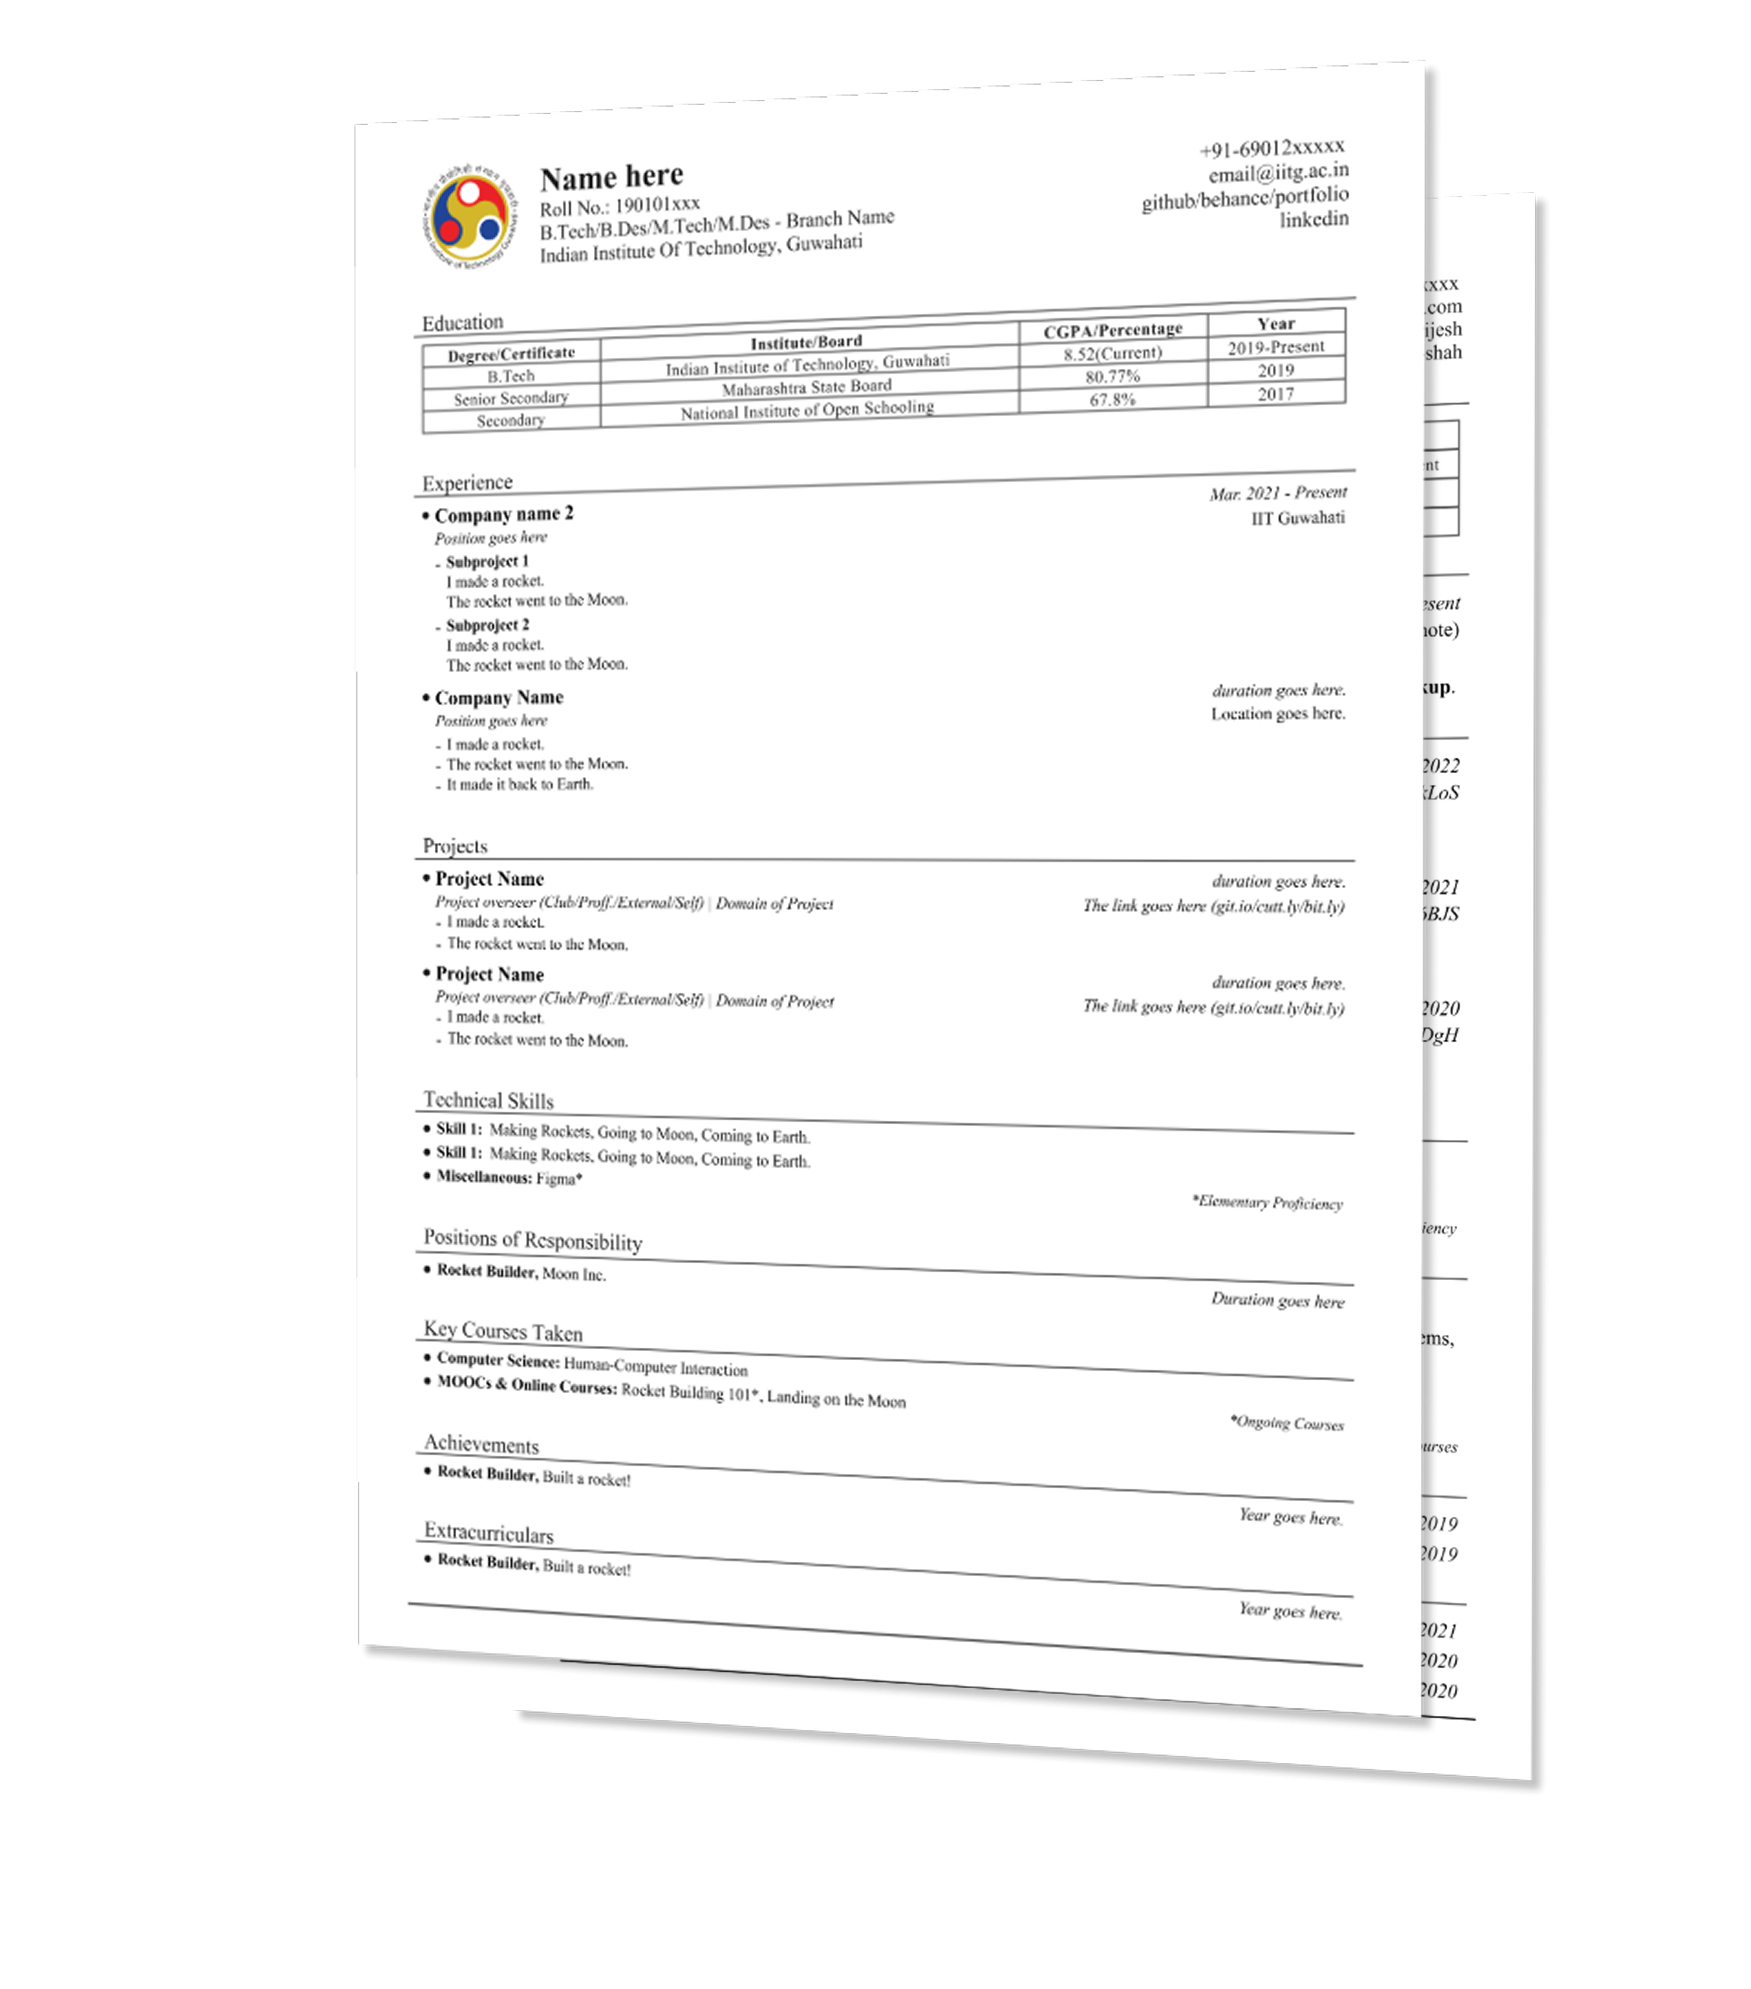 Name here
Roll No.: 190101xxx
B.Tech/B.Des/M.Tech/M.Des - Branch Name
Indian Institute Of Technology, Guwahati
+91-69012xxxxx
email@iitg.ac.in
github/behance/portfolio
linkedin
Education
Degree/Certificate Institute/Board CGPA/Percentage Year
B.Tech Indian Institute of Technology, Guwahati 8.52(Current) 2019-Present
Senior Secondary Maharashtra State Board 80.77% 2019
Secondary National Institute of Open Schooling 67.8% 2017
Experience
• Company name 2 Mar. 2021 - Present
Position goes here IIT Guwahati
- Subproject 1
I made a rocket.
The rocket went to the Moon.
- Subproject 2
I made a rocket.
The rocket went to the Moon.
• Company Name duration goes here.
Position goes here Location goes here.
- I made a rocket.
- The rocket went to the Moon.
- It made it back to Earth.
Projects
• Project Name duration goes here.
Project overseer (Club/Proff./External/Self) | Domain of Project The link goes here (git.io/cutt.ly/bit.ly)
- I made a rocket.
- The rocket went to the Moon.
• Project Name duration goes here.
Project overseer (Club/Proff./External/Self) | Domain of Project The link goes here (git.io/cutt.ly/bit.ly)
- I made a rocket.
- The rocket went to the Moon.
Technical Skills
• Skill 1: Making Rockets, Going to Moon, Coming to Earth.
• Skill 1: Making Rockets, Going to Moon, Coming to Earth.
• Miscellaneous: Figma*
*Elementary Proficiency
Positions of Responsibility
• Rocket Builder, Moon Inc.
Duration goes here
Key Courses Taken
• Computer Science: Human-Computer Interaction
• MOOCs & Online Courses: Rocket Building 101*, Landing on the Moon
*Ongoing Courses
Achievements
• Rocket Builder, Built a rocket!
Year goes here.
Extracurriculars
• Rocket Builder, Built a rocket!
Year goes here.
xxx
.com
ijesh
shah
nt
esent
note)
kup.
2022
kLoS
2021
BJS
2020
DgH
iency
ems,
urses
2019
2019
2021
2020
2020